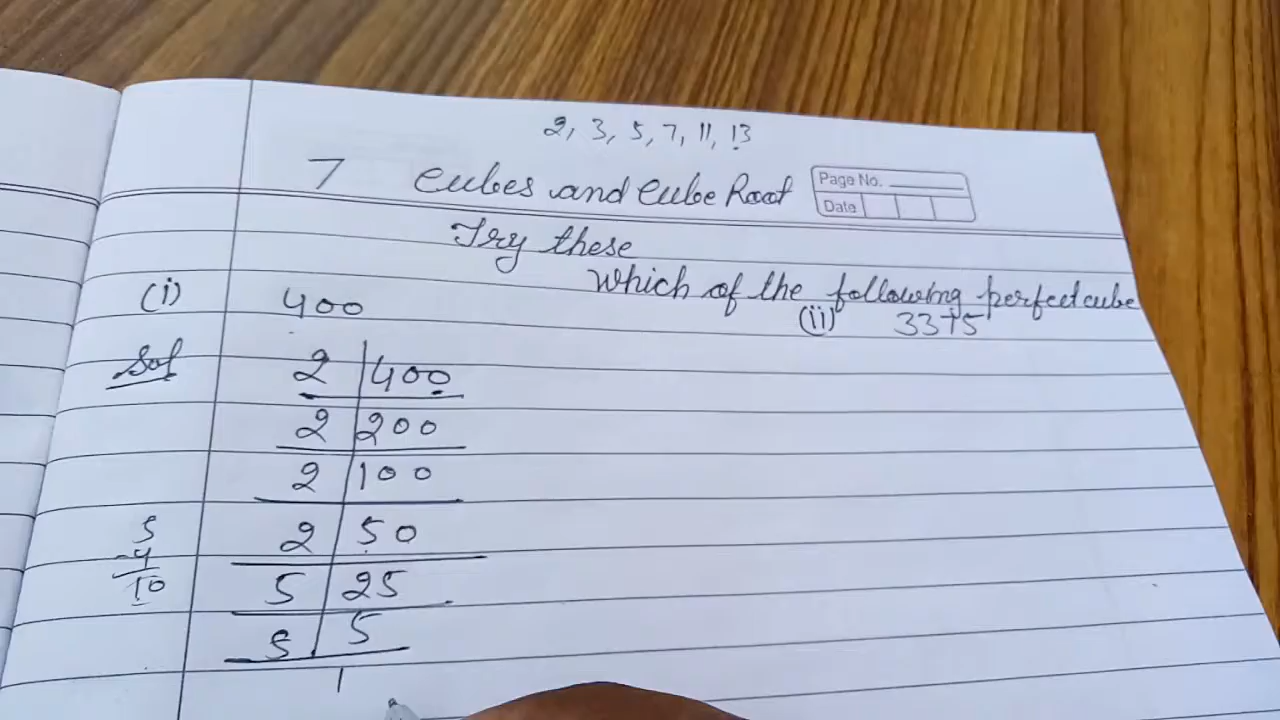 2, 3, 5, 7, 11, 13
7 Cubes and Cube Root
Page No.
Date
Try these
Which of the following perfect cube
(i) 400 (ii) 3375
Sol
2 | 400
2 | 200
2 | 100
2 | 50
5 | 25
5 | 5
1
5
-4
10